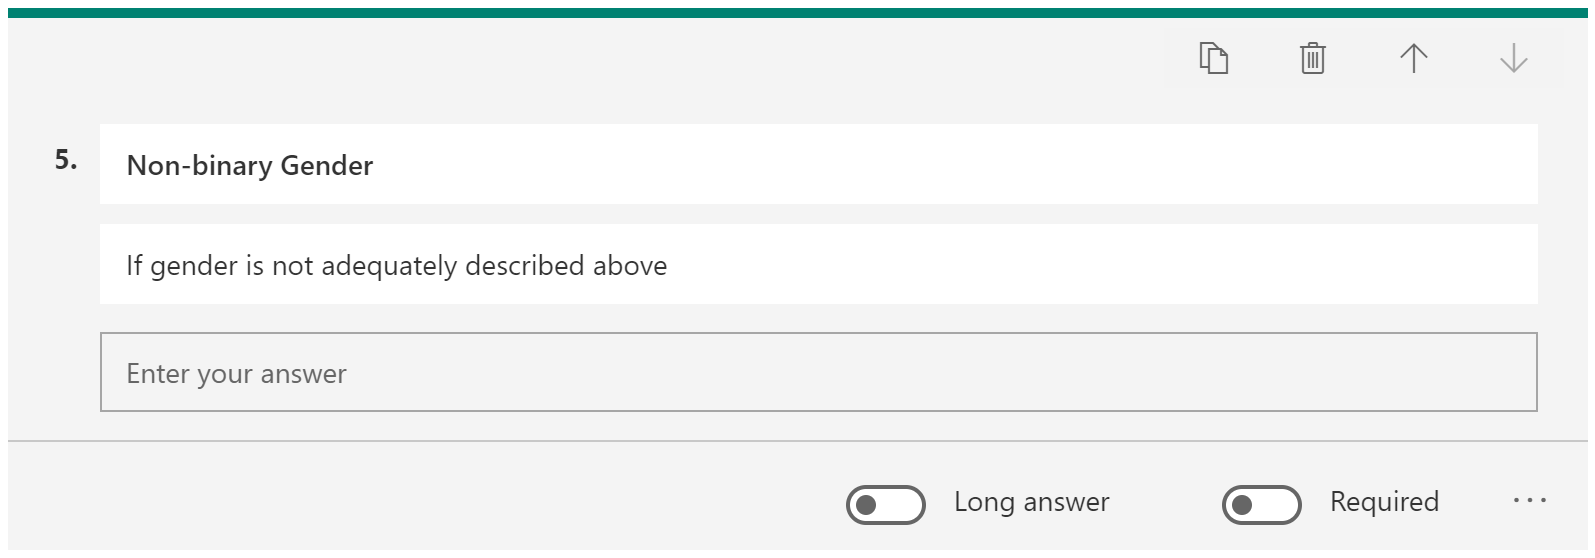 5. Non-binary Gender
If gender is not adequately described above
Enter your answer
Long answer Required ...